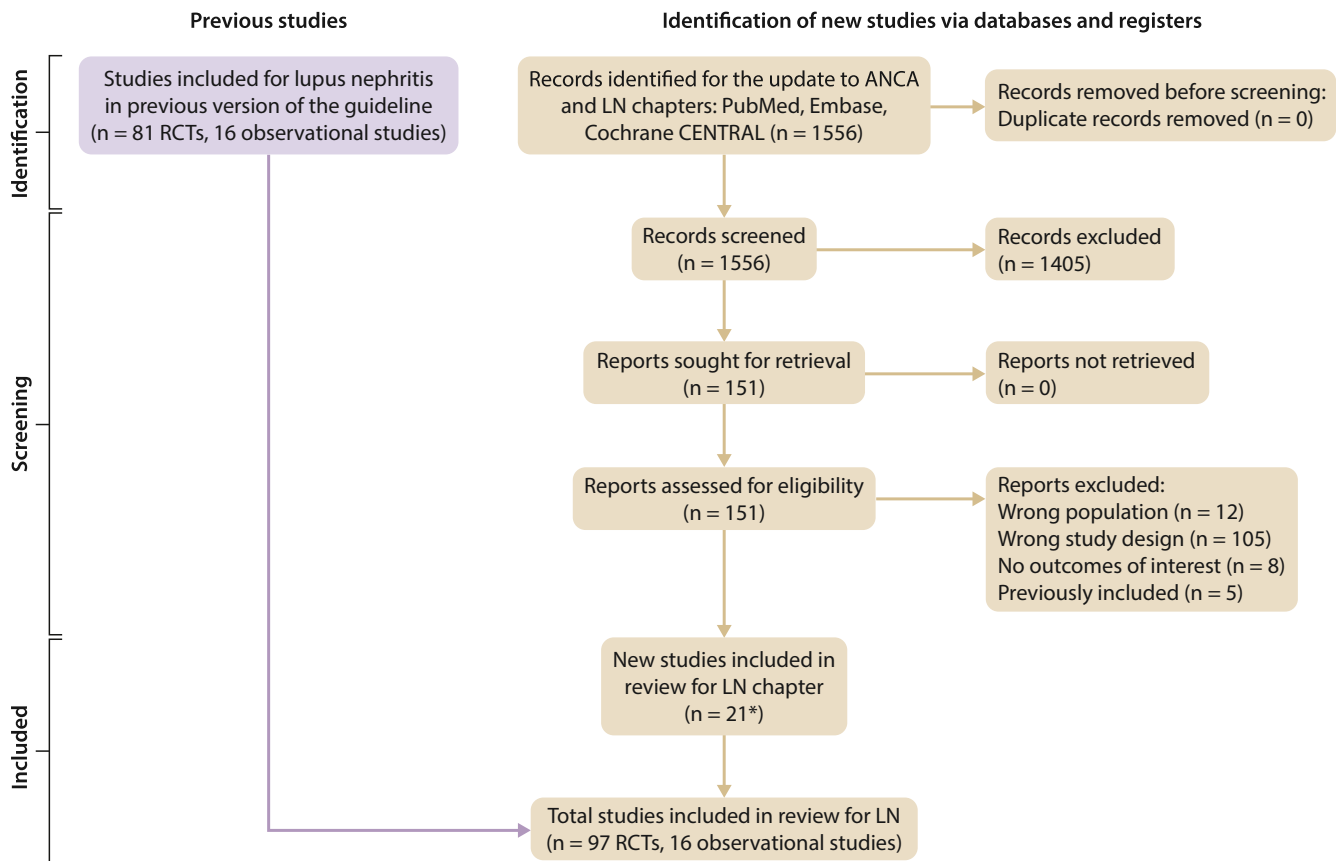 Previous studies
Identification of new studies via databases and registers
Identification
Studies included for lupus nephritis
in previous version of the guideline
(n = 81 RCTs, 16 observational studies)
Records identified for the update to ANCA
and LN chapters: PubMed, Embase,
Cochrane CENTRAL (n = 1556)
Records removed before screening:
Duplicate records removed (n = 0)
Screening
Records screened
(n = 1556)
Records excluded
(n = 1405)
Reports sought for retrieval
(n = 151)
Reports not retrieved
(n = 0)
Reports assessed for eligibility
(n = 151)
Reports excluded:
Wrong population (n = 12)
Wrong study design (n = 105)
No outcomes of interest (n = 8)
Previously included (n = 5)
Included
New studies included in
review for LN chapter
(n = 21*)
Total studies included in review for LN
(n = 97 RCTs, 16 observational studies)